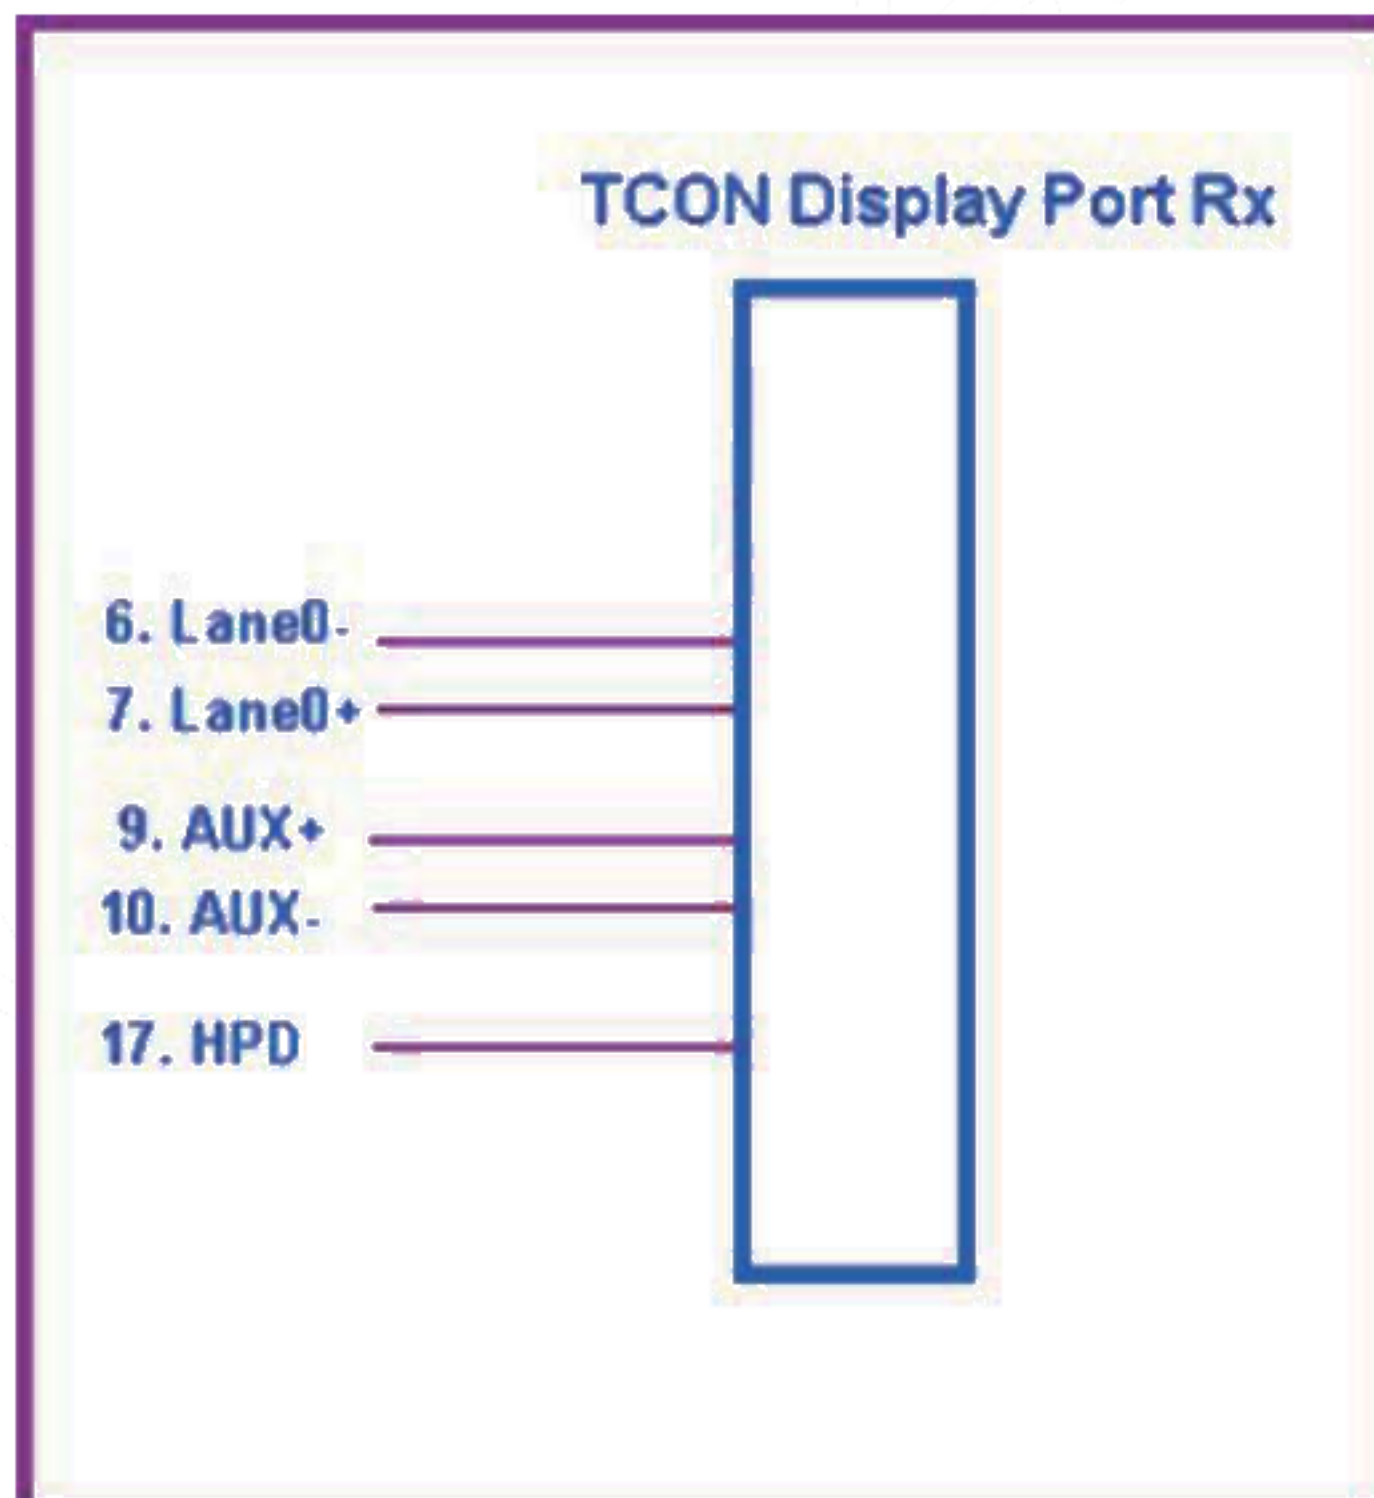 TCON Display Port Rx
6. Lane0-
7. Lane0+
9. AUX+
10. AUX-
17. HPD